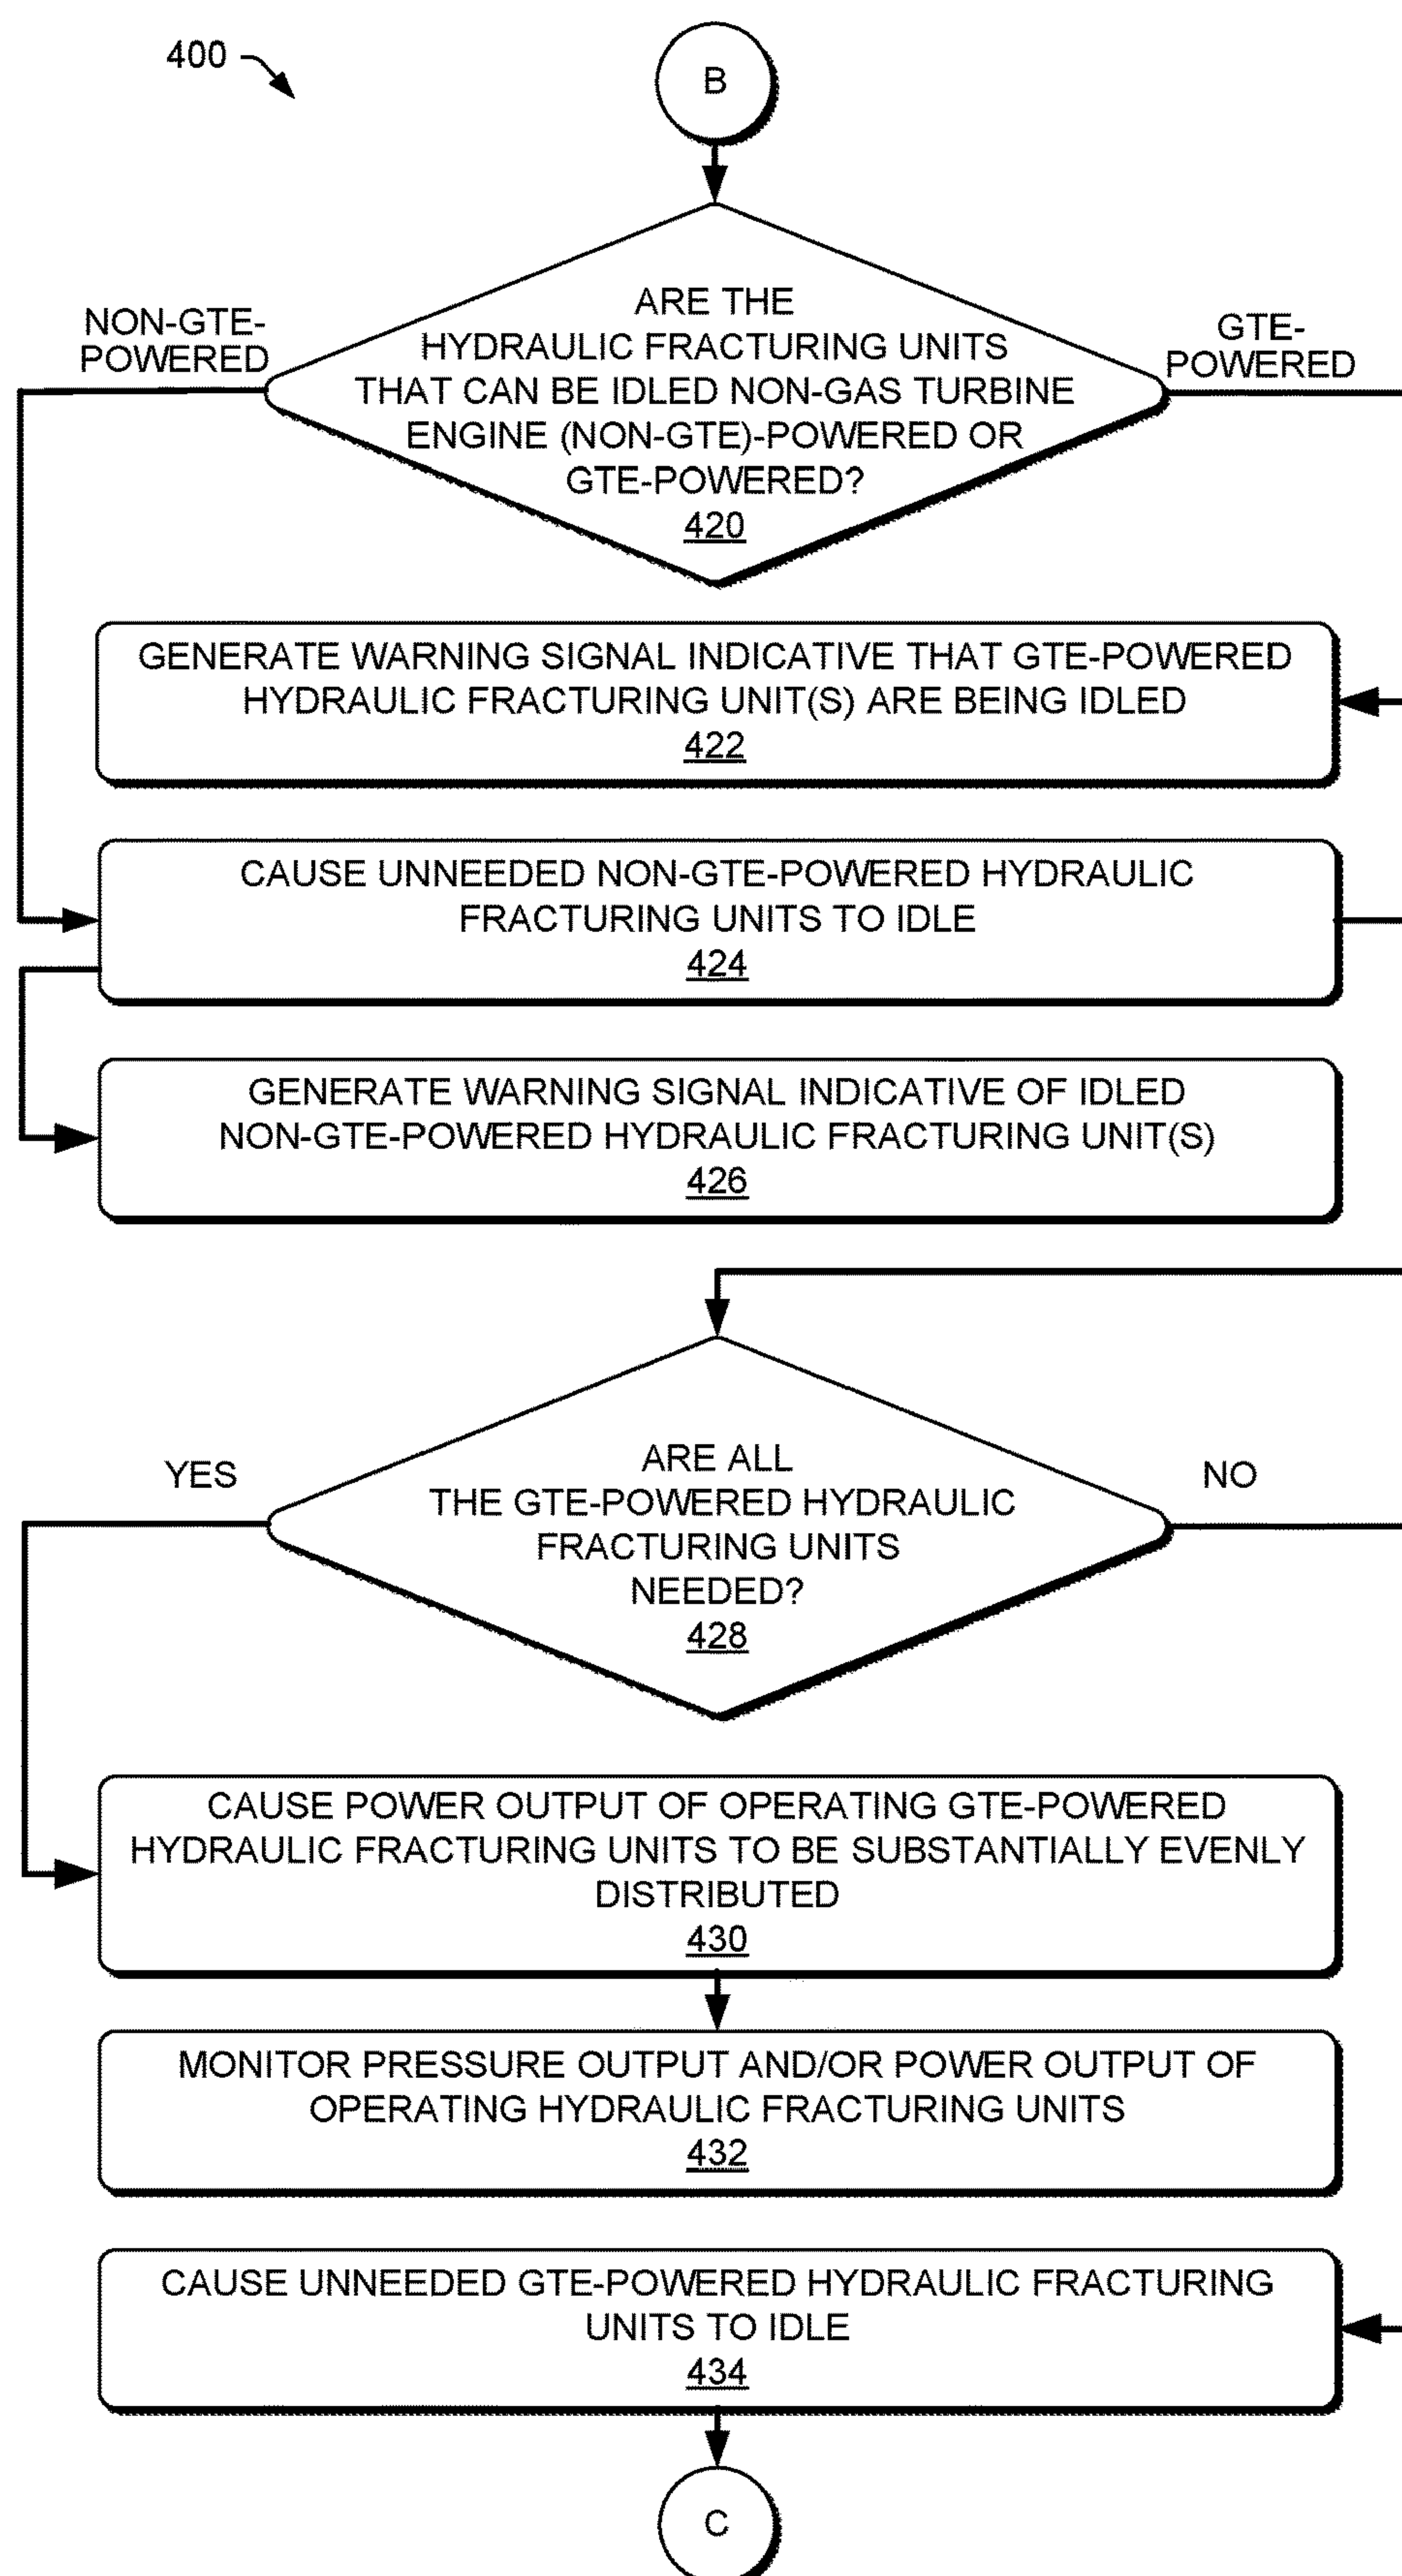 400
B
NON-GTE-
POWERED
GTE-
POWERED
ARE THE
HYDRAULIC FRACTURING UNITS
THAT CAN BE IDLED NON-GAS TURBINE
ENGINE (NON-GTE)-POWERED OR
GTE-POWERED?
420
GENERATE WARNING SIGNAL INDICATIVE THAT GTE-POWERED
HYDRAULIC FRACTURING UNIT(S) ARE BEING IDLED
422
CAUSE UNNEEDED NON-GTE-POWERED HYDRAULIC
FRACTURING UNITS TO IDLE
424
GENERATE WARNING SIGNAL INDICATIVE OF IDLED
NON-GTE-POWERED HYDRAULIC FRACTURING UNIT(S)
426
YES
NO
ARE ALL
THE GTE-POWERED HYDRAULIC
FRACTURING UNITS
NEEDED?
428
CAUSE POWER OUTPUT OF OPERATING GTE-POWERED
HYDRAULIC FRACTURING UNITS TO BE SUBSTANTIALLY EVENLY
DISTRIBUTED
430
MONITOR PRESSURE OUTPUT AND/OR POWER OUTPUT OF
OPERATING HYDRAULIC FRACTURING UNITS
432
CAUSE UNNEEDED GTE-POWERED HYDRAULIC FRACTURING
UNITS TO IDLE
434
C